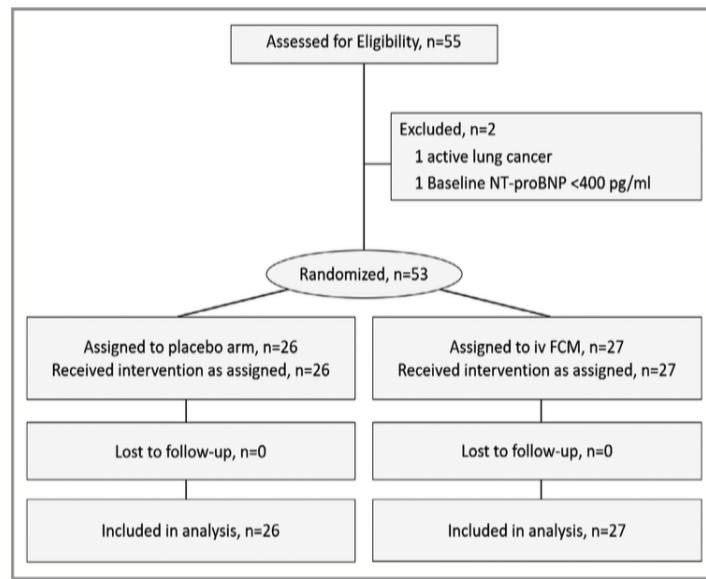 Assessed for Eligibility, n=55
Excluded, n=2
1 active lung cancer
1 Baseline NT-proBNP <400 pg/ml
Randomized, n=53
Assigned to placebo arm, n=26
Received intervention as assigned, n=26
Assigned to iv FCM, n=27
Received intervention as assigned, n=27
Lost to follow-up, n=0
Lost to follow-up, n=0
Included in analysis, n=26
Included in analysis, n=27